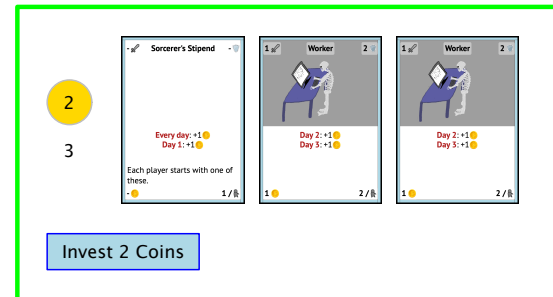 - Sorcerer's Stipend -
1 Worker 2
1 Worker 2
2
3
Every day: +1
Day 1: +1
Each player starts with one of
these.
- 1 /
Day 2: +1
Day 3: +1
1 2 /
Day 2: +1
Day 3: +1
1 2 /
Invest 2 Coins